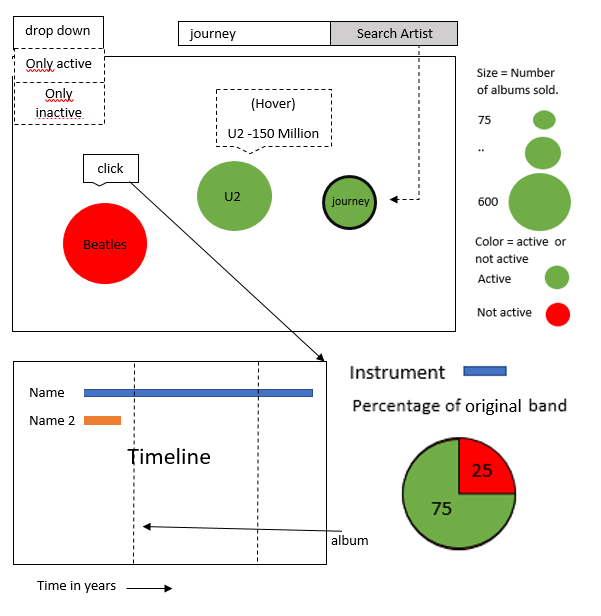 drop down
journey
Search Artist
Only active
Only
inactive
(Hover)
U2 -150 Million
click
U2
journey
Beatles
Size = Number
of albums sold.
75
..
600
Color = active or
not active
Active
Not active
Name
Name 2
Timeline
album
Time in years
Instrument
Percentage of original band
25
75